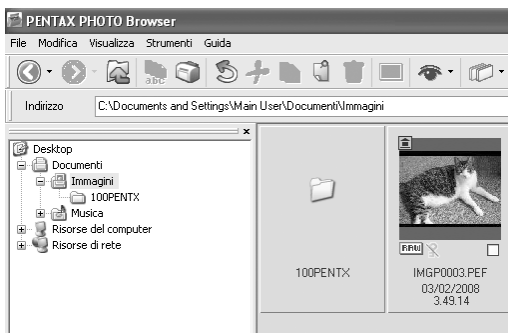 PENTAX PHOTO Browser
File Modifica Visualizza Strumenti Guida
abc
Indirizzo C:\Documents and Settings\Main User\Documenti\Immagini
Desktop
Documenti
Immagini
100PENTX
Musica
Risorse del computer
Risorse di rete
100PENTX
RAW
IMGP0003.PEF
03/02/2008
3.49.14